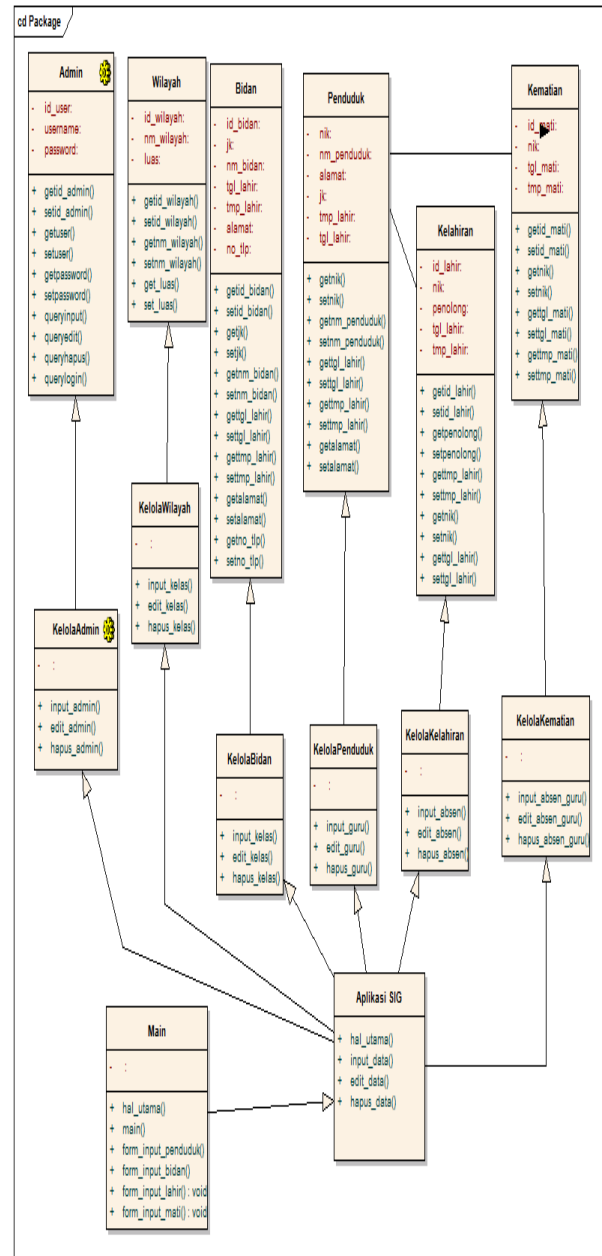 cd Package
Admin
- id_user:
- username:
- password:
+ getid_admin()
+ setid_admin()
+ getuser()
+ setuser()
+ getpassword()
+ setpassword()
+ queryinput()
+ queryedit()
+ queryhapus()
+ querylogin()
Wilayah
- id_wilayah:
- nm_wilayah:
- luas:
+ getid_wilayah()
+ setid_wilayah()
+ getnm_wilayah()
+ setnm_wilayah()
+ get_luas()
+ set_luas()
Bidan
- id_bidan:
- jk:
- nm_bidan:
- tgl_lahir:
- tmp_lahir:
- alamat:
- no_tlp:
+ getid_bidan()
+ setid_bidan()
+ getjk()
+ setjk()
+ getnm_bidan()
+ setnm_bidan()
+ gettgl_lahir()
+ settgl_lahir()
+ gettmp_lahir()
+ settmp_lahir()
+ getalamat()
+ setalamat()
+ getno_tlp()
+ setno_tlp()
Penduduk
- nik:
- nm_penduduk:
- alamat:
- jk:
- tmp_lahir:
- tgl_lahir:
+ getnik()
+ setnik()
+ getnm_penduduk()
+ setnm_penduduk()
+ gettgl_lahir()
+ settgl_lahir()
+ gettmp_lahir()
+ settmp_lahir()
+ getalamat()
+ setalamat()
Kematian
- id_mati:
- nik:
- tgl_mati:
- tmp_mati:
+ getid_mati()
+ setid_mati()
+ getnik()
+ setnik()
+ gettgl_mati()
+ settgl_mati()
+ gettmp_mati()
+ settmp_mati()
Kelahiran
- id_lahir:
- nik:
- penolong:
- tgl_lahir:
- tmp_lahir:
+ getid_lahir()
+ setid_lahir()
+ getpenolong()
+ setpenolong()
+ gettmp_lahir()
+ settmp_lahir()
+ getnik()
+ setnik()
+ gettgl_lahir()
+ settgl_lahir()
KelolaWilayah
- :
+ input_kelas()
+ edit_kelas()
+ hapus_kelas()
KelolaAdmin
- :
+ input_admin()
+ edit_admin()
+ hapus_admin()
KelolaBidan
- :
+ input_kelas()
+ edit_kelas()
+ hapus_kelas()
KelolaPenduduk
- :
+ input_guru()
+ edit_guru()
+ hapus_guru()
KelolaKelahiran
- :
+ input_absen()
+ edit_absen()
+ hapus_absen()
KelolaKematian
- :
+ input_absen_guru()
+ edit_absen_guru()
+ hapus_absen_guru()
Aplikasi SIG
+ hal_utama()
+ input_data()
+ edit_data()
+ hapus_data()
Main
- :
+ hal_utama()
+ main()
+ form_input_penduduk()
+ form_input_bidan()
+ form_input_lahir() : void
+ form_input_mati() : void